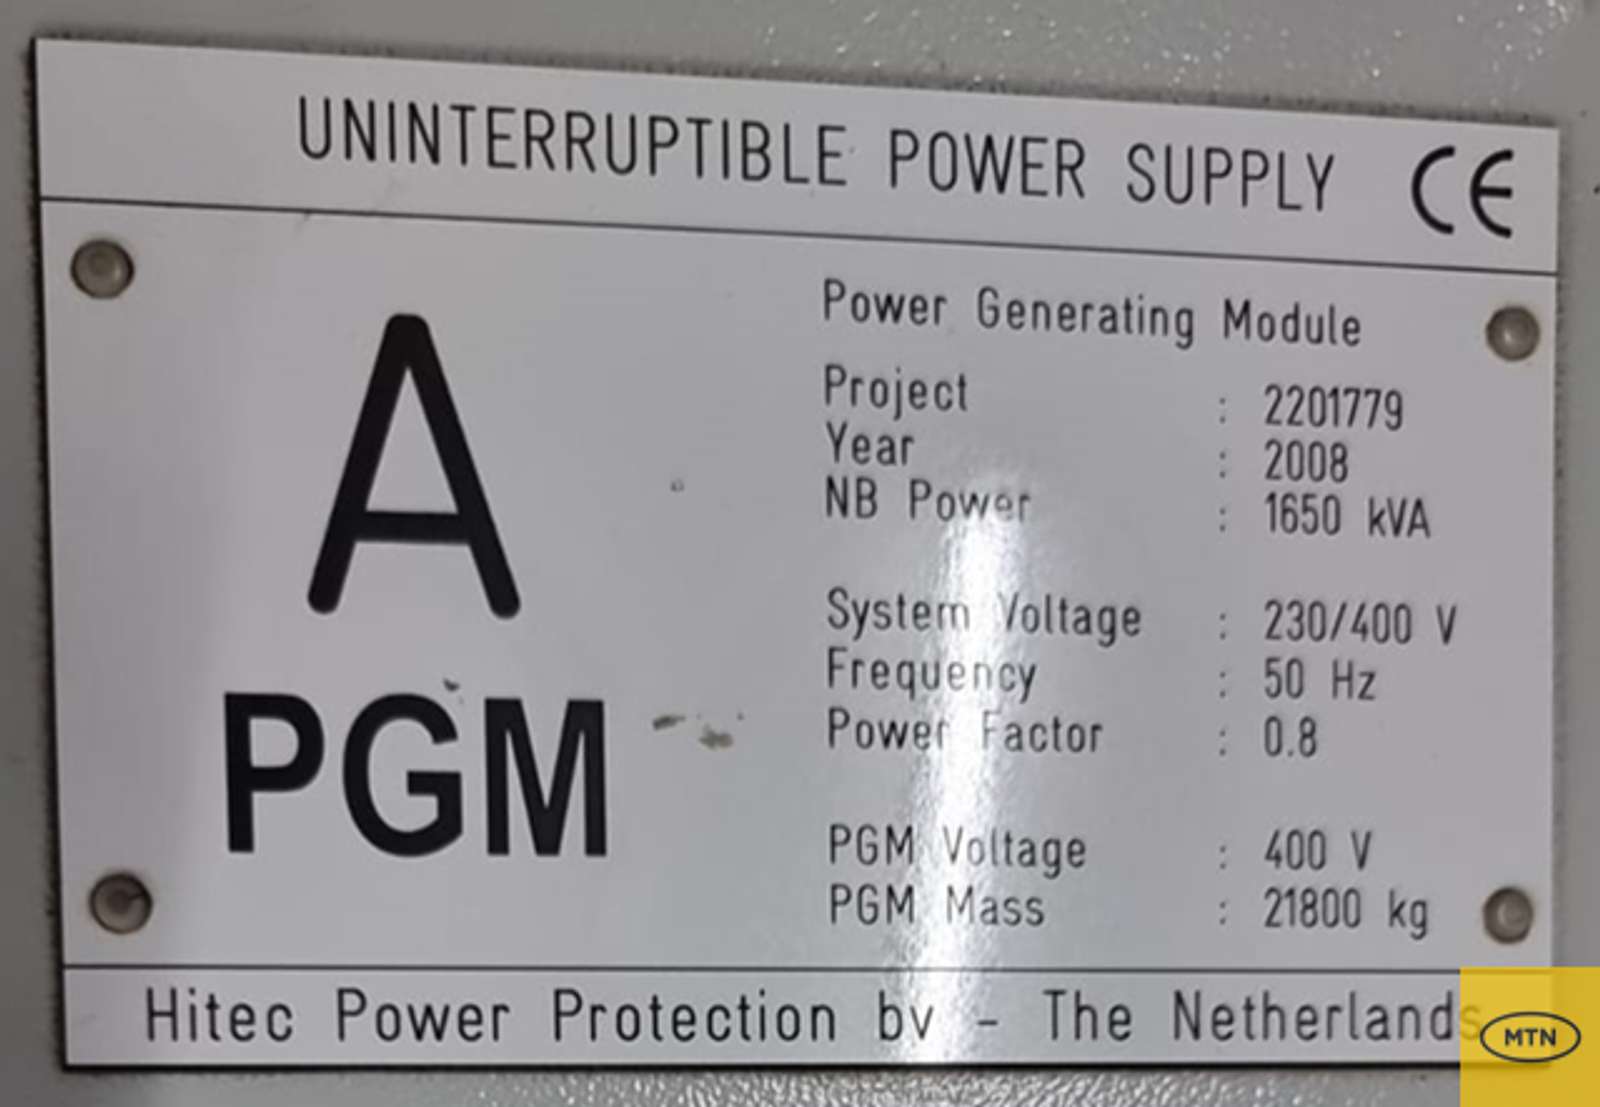 UNINTERRUPTIBLE POWER SUPPLY CE
A
PGM
Power Generating Module
Project : 2201779
Year : 2008
NB Power : 1650 kVA
System Voltage : 230/400 V
Frequency : 50 Hz
Power Factor : 0.8
PGM Voltage : 400 V
PGM Mass : 21800 kg
Hitec Power Protection bv - The Netherlands
MTN